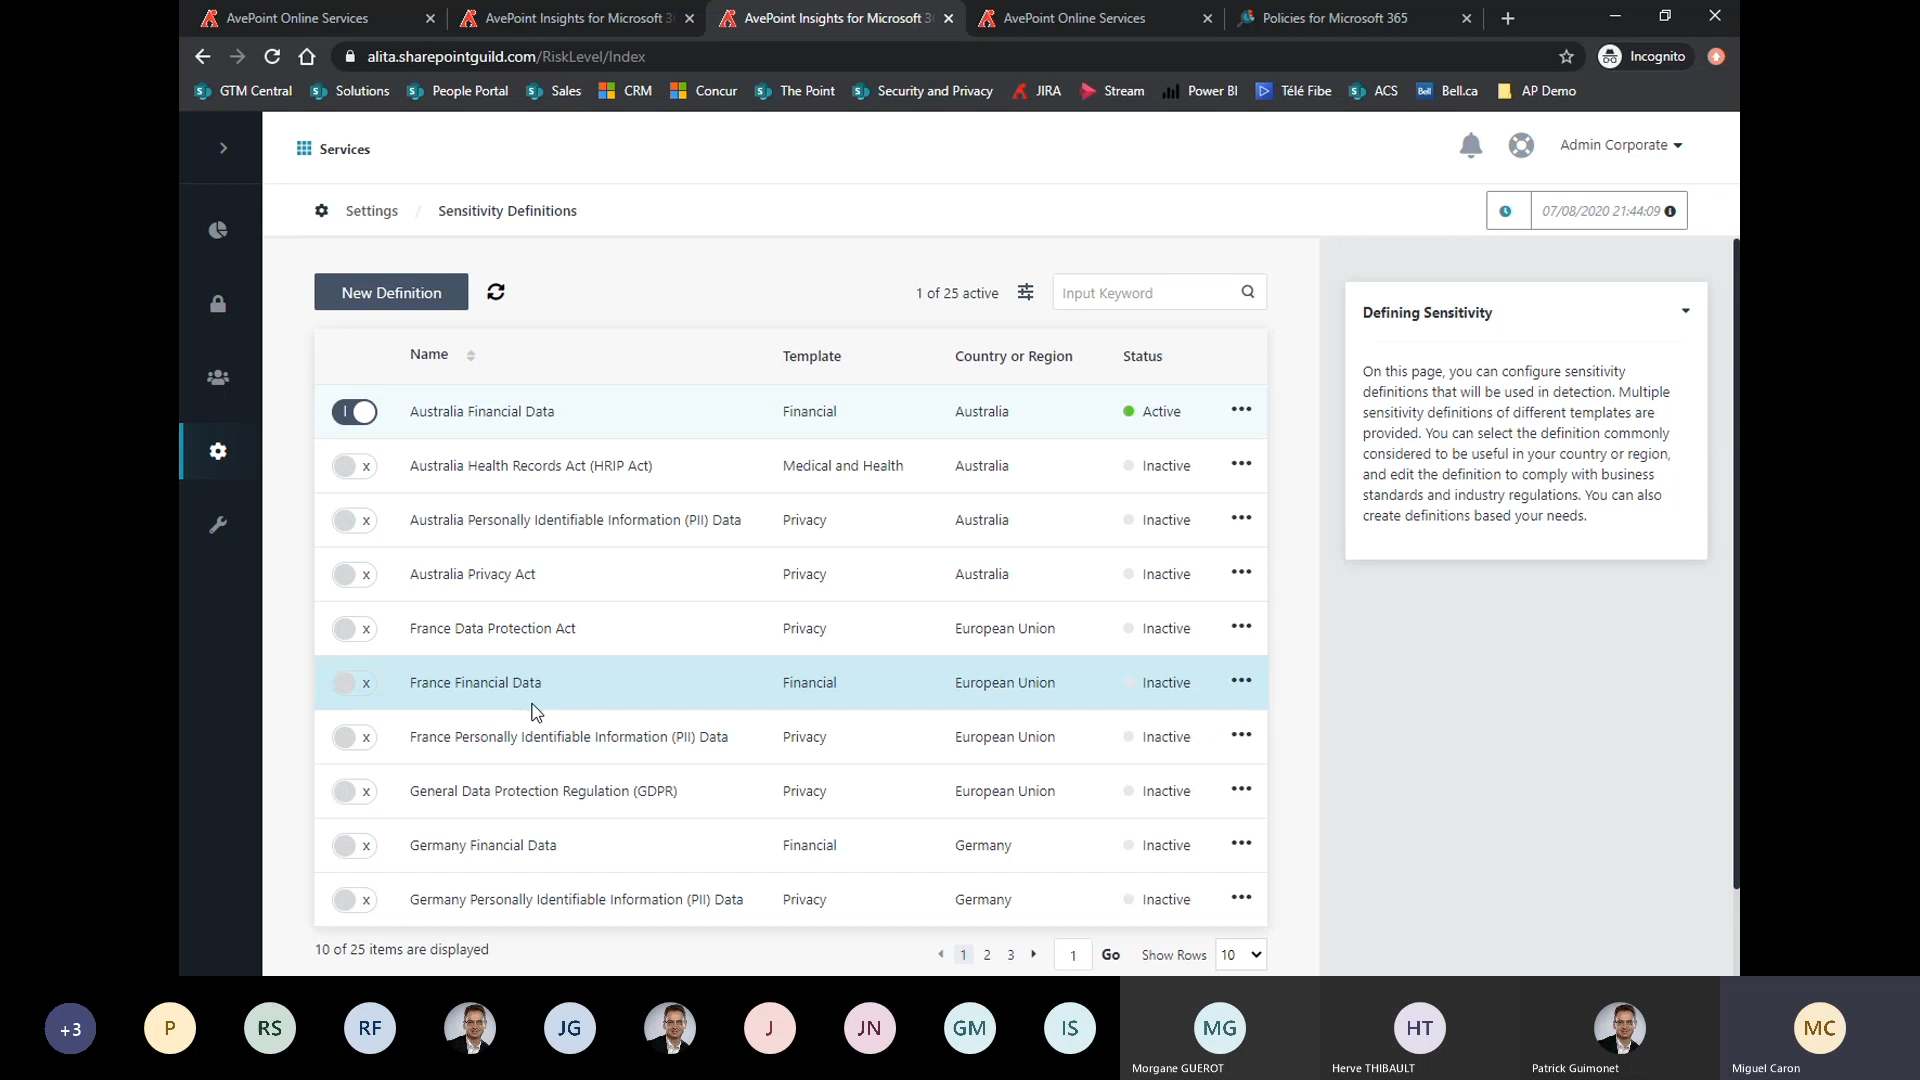 AvePoint Online Services
AvePoint Insights for Microsoft 3
AvePoint Insights for Microsoft 3
AvePoint Online Services
Policies for Microsoft 365
alita.sharepointguild.com/RiskLevel/Index
Incognito
GTM Central
Solutions
People Portal
Sales
CRM
Concur
The Point
Security and Privacy
JIRA
Stream
Power BI
Télé Fibe
ACS
Bell.ca
AP Demo
Services
Admin Corporate
Settings / Sensitivity Definitions
07/08/2020 21:44:09
New Definition
1 of 25 active
Input Keyword
Name Template Country or Region Status
Australia Financial Data Financial Australia Active
Australia Health Records Act (HRIP Act) Medical and Health Australia Inactive
Australia Personally Identifiable Information (PII) Data Privacy Australia Inactive
Australia Privacy Act Privacy Australia Inactive
France Data Protection Act Privacy European Union Inactive
France Financial Data Financial European Union Inactive
France Personally Identifiable Information (PII) Data Privacy European Union Inactive
General Data Protection Regulation (GDPR) Privacy European Union Inactive
Germany Financial Data Financial Germany Inactive
Germany Personally Identifiable Information (PII) Data Privacy Germany Inactive
10 of 25 items are displayed
1 2 3 1 Go Show Rows 10
Defining Sensitivity
On this page, you can configure sensitivity
definitions that will be used in detection. Multiple
sensitivity definitions of different templates are
provided. You can select the definition commonly
considered to be useful in your country or region,
and edit the definition to comply with business
standards and industry regulations. You can also
create definitions based your needs.
+3
P
RS
RF
JG
J
JN
GM
IS
MG
Morgane GUEROT
HT
Herve THIBAULT
Patrick Guimonet
MC
Miguel Caron